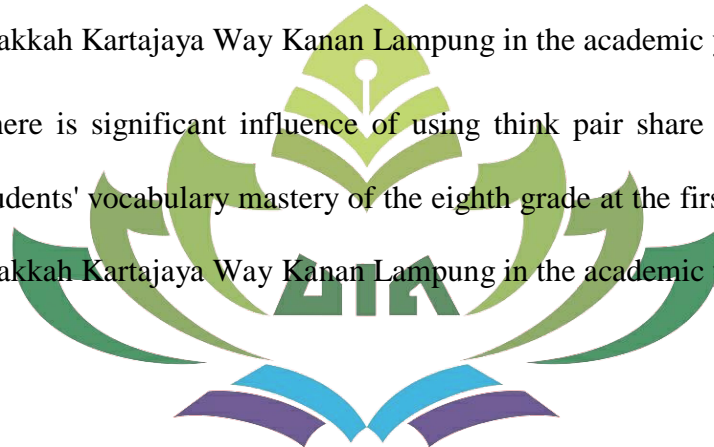 akkah Kartajaya Way Kanan Lampung in the academic
here is significant influence of using think pair share
udents' vocabulary mastery of the eighth grade at the firs
akkah Kartajaya Way Kanan Lampung in the academic